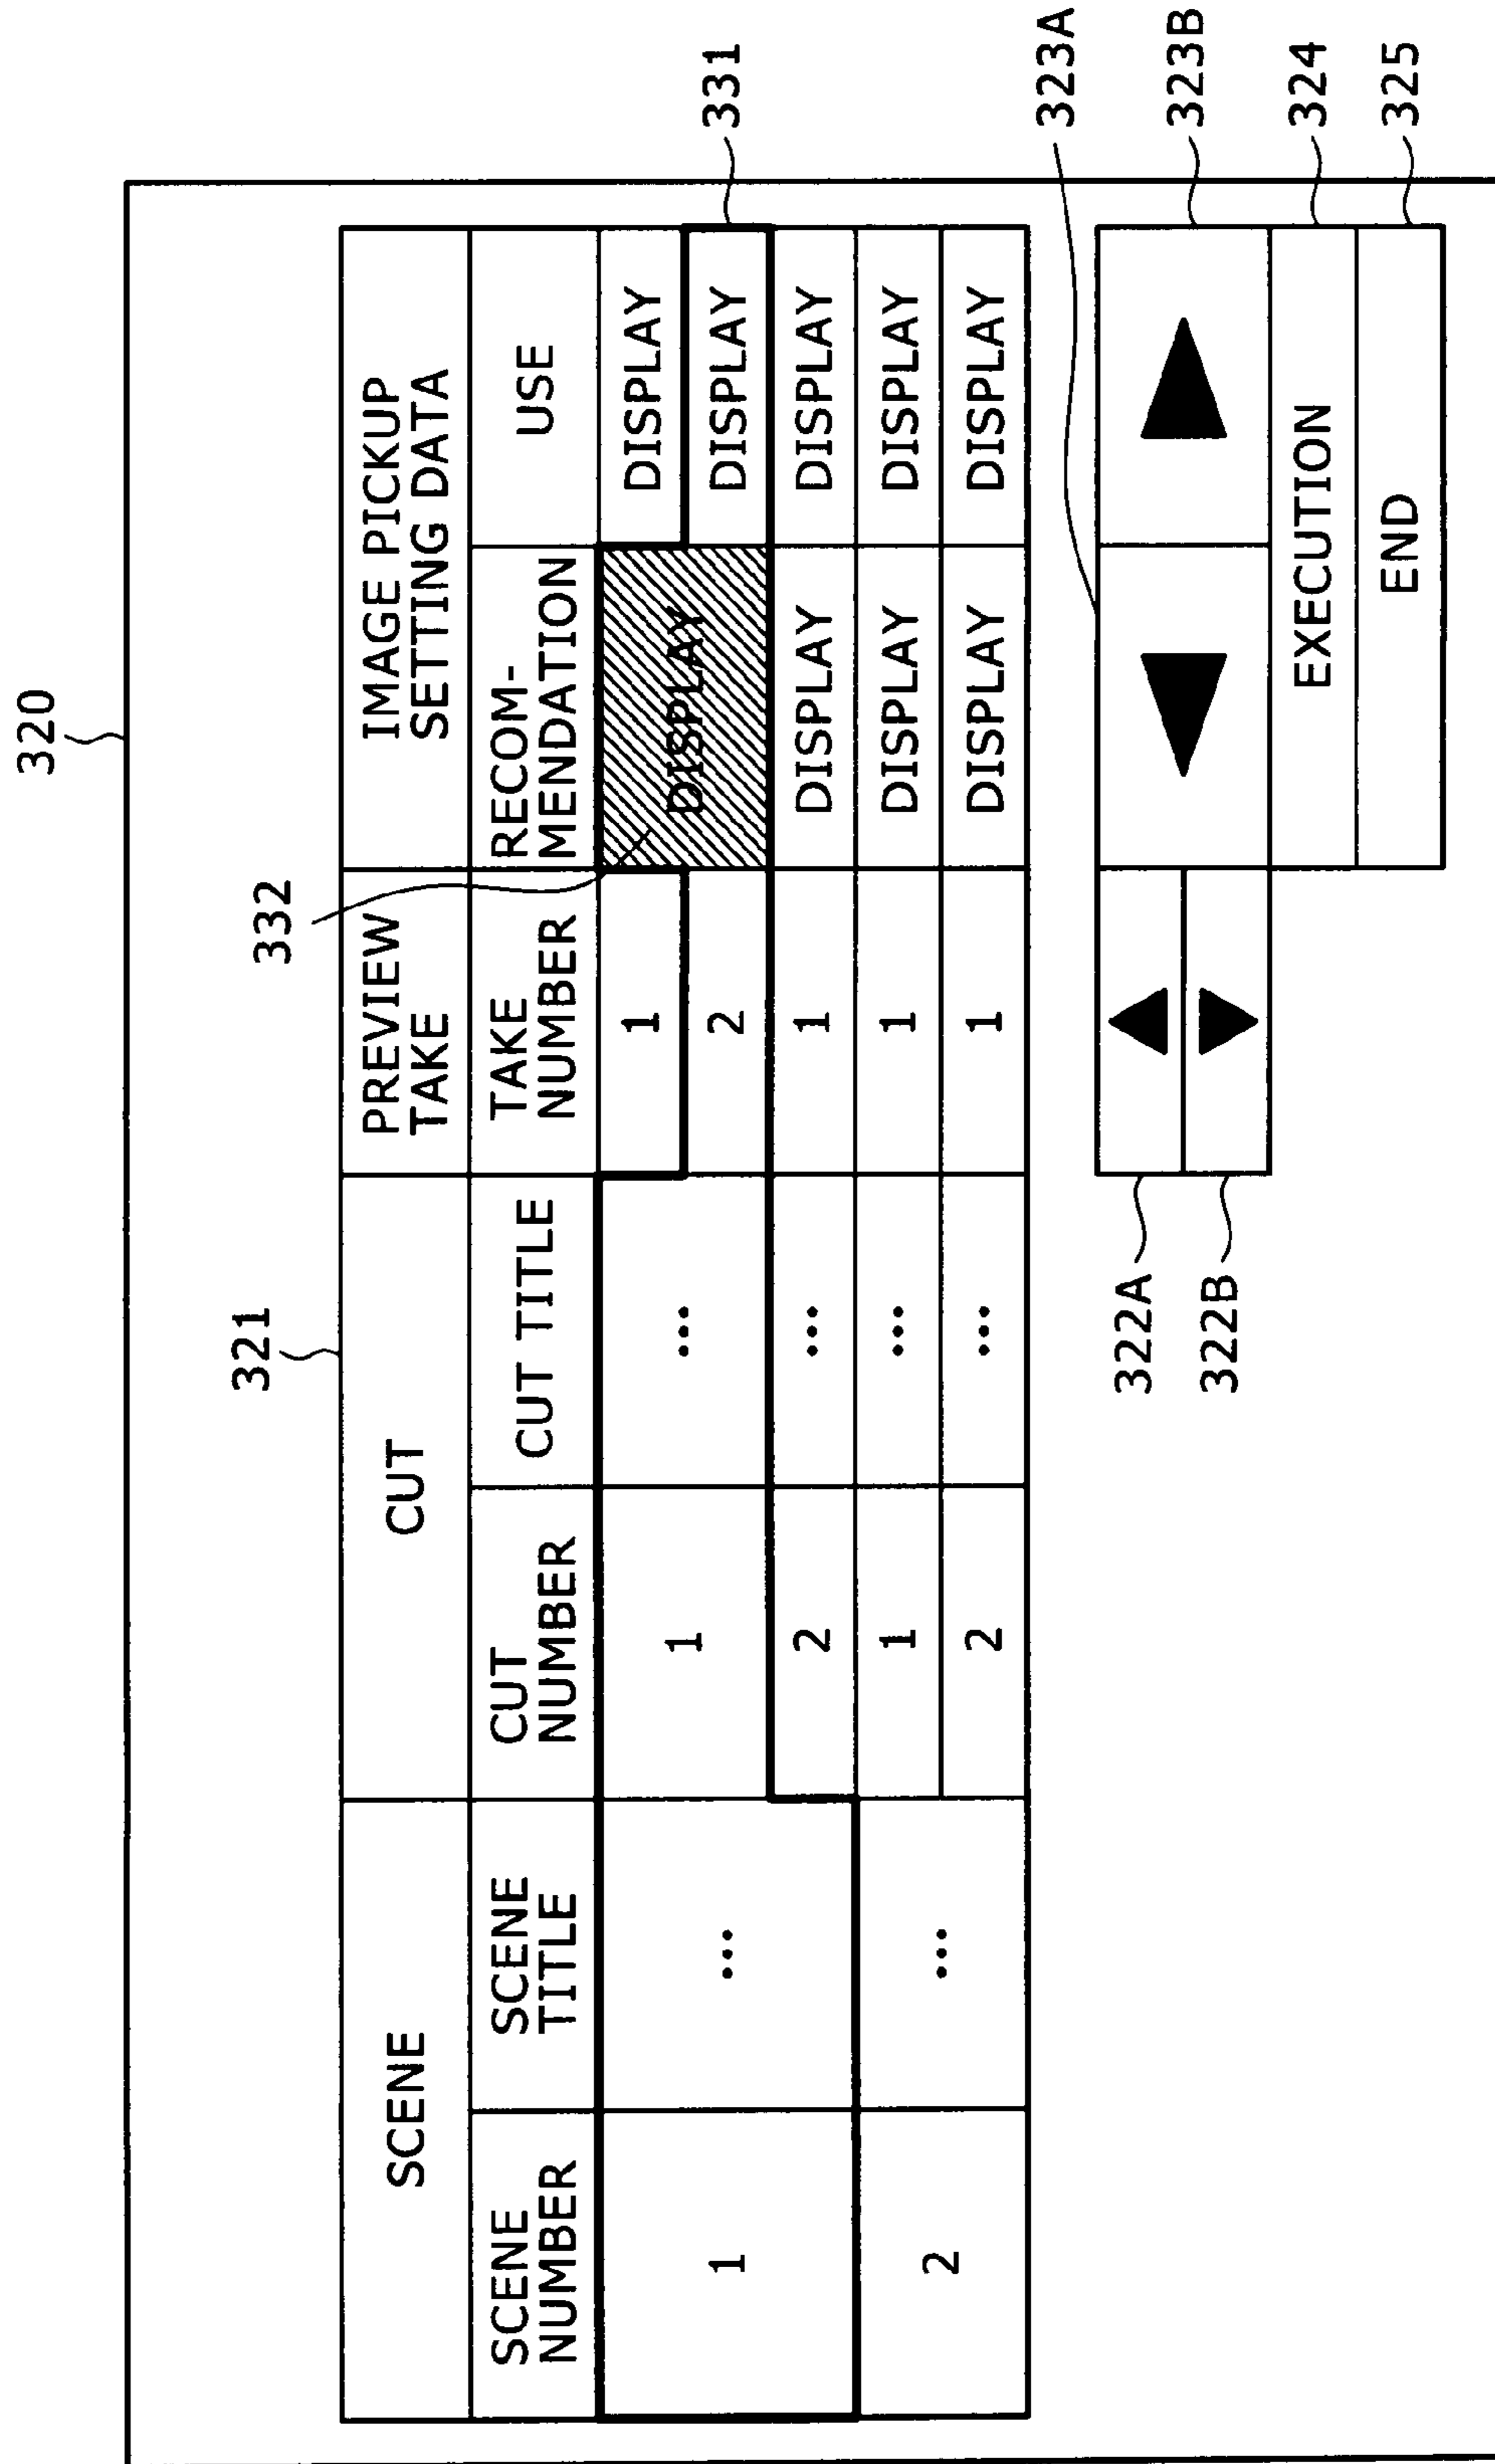 320
321
332
331
SCENE
CUT
PREVIEW
TAKE
IMAGE PICKUP
SETTING DATA
SCENE
NUMBER
SCENE
TITLE
CUT
NUMBER
CUT TITLE
TAKE
NUMBER
RECOM-
MENDATION
USE
1
...
1
...
1
DISPLAY
DISPLAY
2
DISPLAY
2
...
1
DISPLAY
DISPLAY
2
...
1
...
1
DISPLAY
DISPLAY
2
...
1
DISPLAY
DISPLAY
323A
322A
322B
323B
EXECUTION
324
END
325